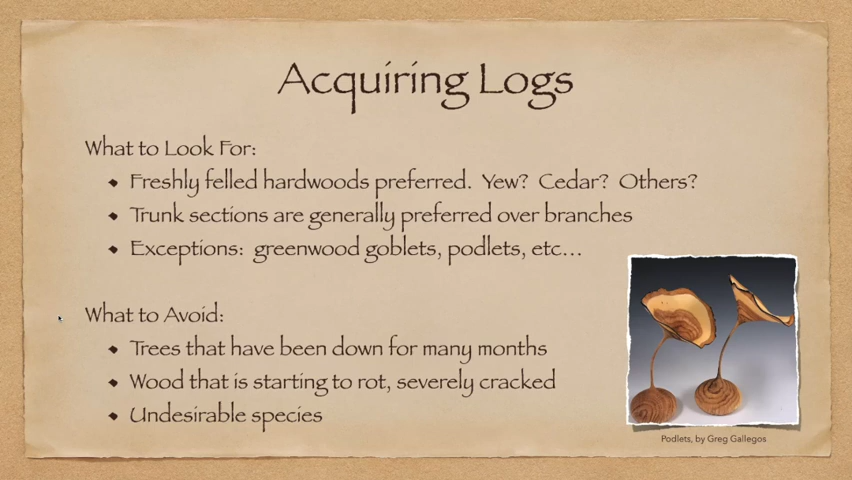 Acquiring Logs
What to Look For:
Freshly felled hardwoods preferred. Yew? Cedar? Others?
Trunk sections are generally preferred over branches
Exceptions: greenwood goblets, podlets, etc...
What to Avoid:
Trees that have been down for many months
Wood that is starting to rot, severely cracked
Undesirable species
Podlets, by Greg Gallegos